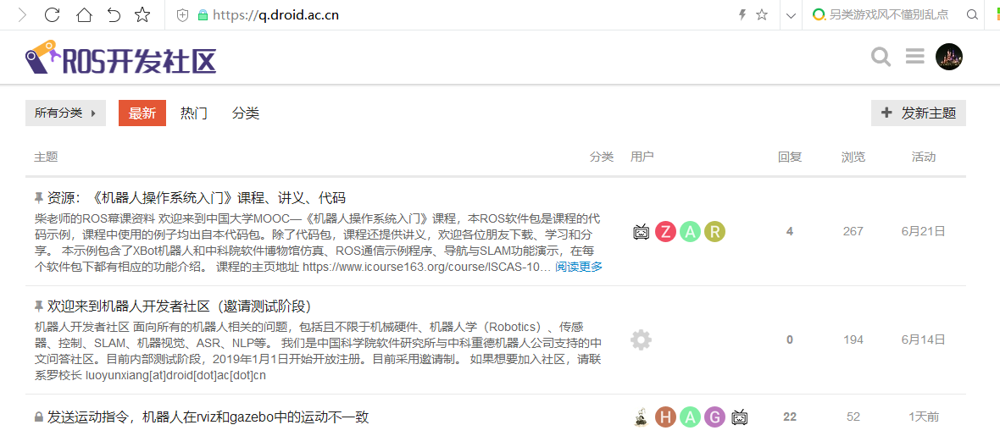 https://q.droid.ac.cn
另类游戏风不懂别乱点
ROS开发社区
所有分类
最新
热门
分类
发新主题
主题
分类
用户
回复
浏览
活动
资源：《机器人操作系统入门》课程、讲义、代码
柴老师的ROS慕课资料 欢迎来到中国大学MOOC—《机器人操作系统入门》课程，本ROS软件包是课程的代
码示例，课程中使用的例子均出自本代码包。除了代码包，课程还提供讲义，欢迎各位朋友下载、学习和分
享。 本示例包含了XBot机器人和中科院软件博物馆仿真、ROS通信示例程序、导航与SLAM功能演示，在每
个软件包下都有相应的功能介绍。 课程的主页地址 https://www.icourse163.org/course/ISCAS-10… 阅读更多
Z A R
4
267
6月21日
欢迎来到机器人开发者社区（邀请测试阶段）
机器人开发者社区 面向所有的机器人相关的问题，包括且不限于机械硬件、机器人学（Robotics）、传感
器、控制、SLAM、机器视觉、ASR、NLP等。 我们是中国科学院软件研究所与中科重德机器人公司支持的中
文问答社区。目前内部测试阶段，2019年1月1日开始开放注册。目前采用邀请制。 如果想要加入社区，请联
系罗校长 luoyunxiang[at]droid[dot]ac[dot]cn
0
194
6月14日
发送运动指令，机器人在rviz和gazebo中的运动不一致
H A G
22
52
1天前